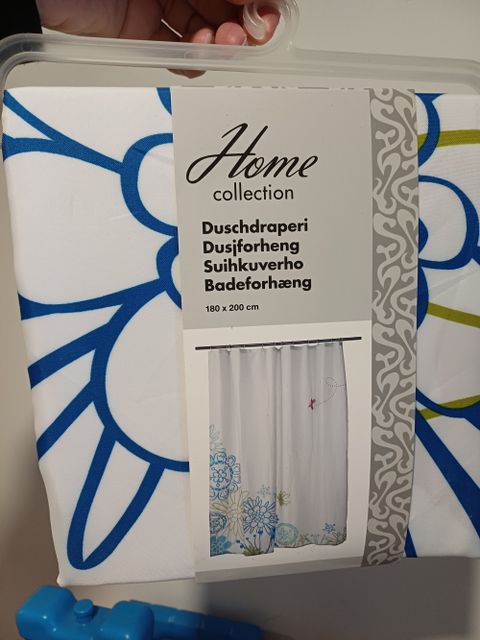 Home
collection
Duschdraperi
Dusjforheng
Suihkuverho
Badeforhæng
180 x 200 cm